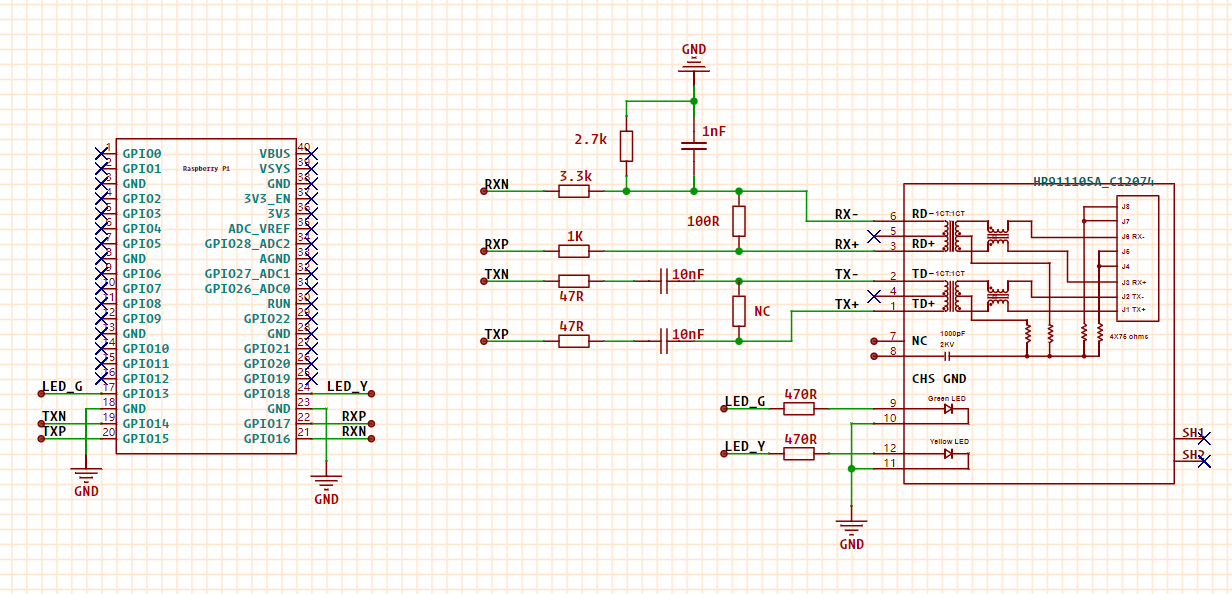 GND
2.7k
1nF
RXN
3.3k
100R
RXP
1K
TXN
47R
10nF
NC
TXP
47R
10nF
Raspberry Pi
1 GPIO0 VBUS 40
2 GPIO1 VSYS 39
3 GND GND 38
4 GPIO2 3V3_EN 37
5 GPIO3 3V3 36
6 GPIO4 ADC_VREF 35
7 GPIO5 GPIO28_ADC2 34
8 GND AGND 33
9 GPIO6 GPIO27_ADC1 32
10 GPIO7 GPIO26_ADC0 31
11 GPIO8 RUN 30
12 GPIO9 GPIO22 29
13 GND GND 28
14 GPIO10 GPIO21 27
15 GPIO11 GPIO20 26
16 GPIO12 GPIO19 25
LED_G 17 GPIO13 GPIO18 24 LED_Y
18 GND GND 23
TXN 19 GPIO14 GPIO17 22 RXP
TXP 20 GPIO15 GPIO16 21 RXN
GND
GND
HR911105A_C12074
RX- 6 RD- 1CT:1CT
5
RX+ 3 RD+
TX- 2 TD- 1CT:1CT
4
TX+ 1 TD+
7 NC
8
1000pF
2KV
CHS GND
J8
J7
J6 RX-
J5
J4
J3 RX+
J2 TX-
J1 TX+
4X75 ohms
LED_G
470R
9
Green LED
10
LED_Y
470R
12
Yellow LED
11
SH1
SH2
GND